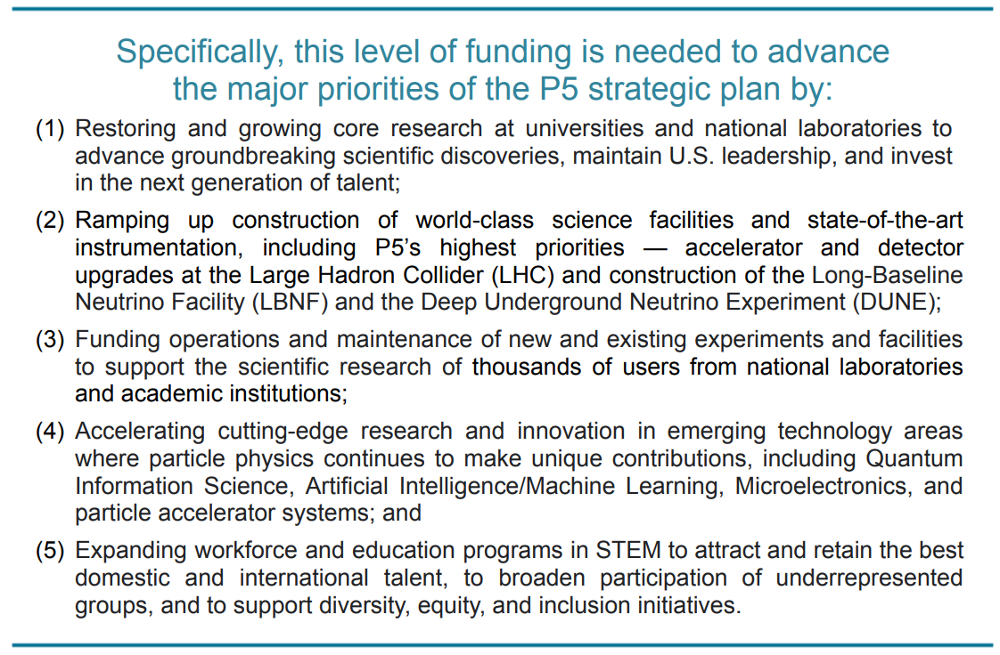 Specifically, this level of funding is needed to advance
the major priorities of the P5 strategic plan by:
(1) Restoring and growing core research at universities and national laboratories to
advance groundbreaking scientific discoveries, maintain U.S. leadership, and invest
in the next generation of talent;
(2) Ramping up construction of world-class science facilities and state-of-the-art
instrumentation, including P5’s highest priorities — accelerator and detector
upgrades at the Large Hadron Collider (LHC) and construction of the Long-Baseline
Neutrino Facility (LBNF) and the Deep Underground Neutrino Experiment (DUNE);
(3) Funding operations and maintenance of new and existing experiments and facilities
to support the scientific research of thousands of users from national laboratories
and academic institutions;
(4) Accelerating cutting-edge research and innovation in emerging technology areas
where particle physics continues to make unique contributions, including Quantum
Information Science, Artificial Intelligence/Machine Learning, Microelectronics, and
particle accelerator systems; and
(5) Expanding workforce and education programs in STEM to attract and retain the best
domestic and international talent, to broaden participation of underrepresented
groups, and to support diversity, equity, and inclusion initiatives.